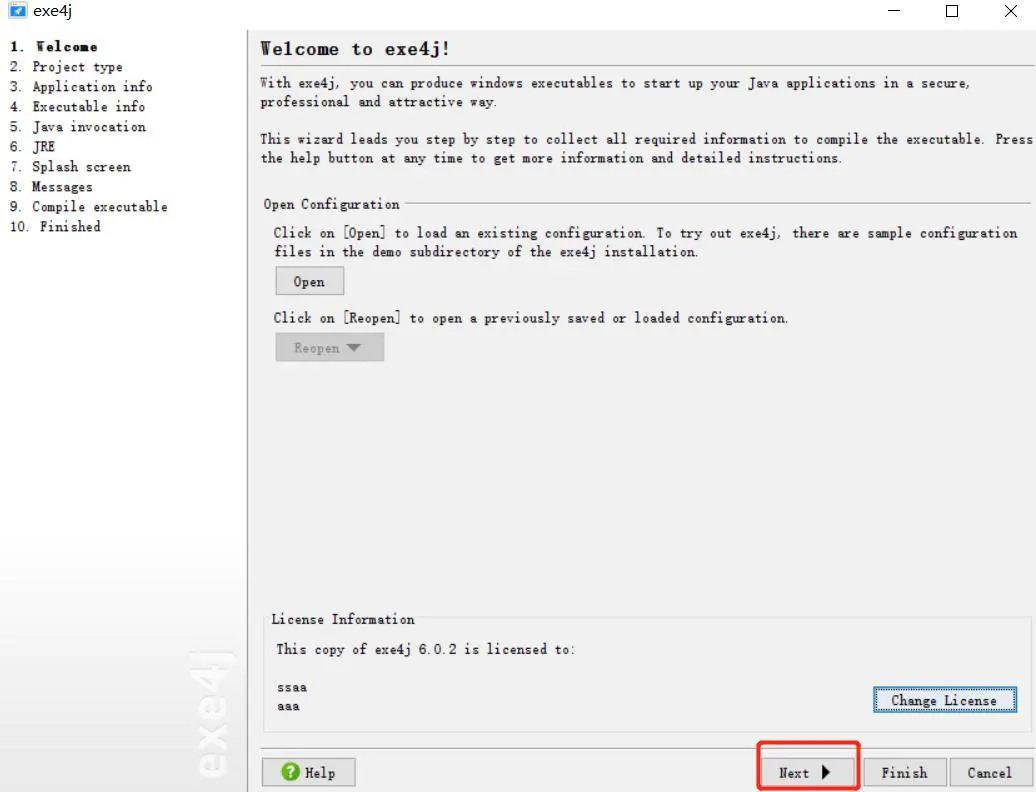 exe4j
1. Welcome
2. Project type
3. Application info
4. Executable info
5. Java invocation
6. JRE
7. Splash screen
8. Messages
9. Compile executable
10. Finished
exe4j
Welcome to exe4j!
With exe4j, you can produce windows executables to start up your Java applications in a secure,
professional and attractive way.
This wizard leads you step by step to collect all required information to compile the executable. Press
the help button at any time to get more information and detailed instructions.
Open Configuration
Click on [Open] to load an existing configuration. To try out exe4j, there are sample configuration
files in the demo subdirectory of the exe4j installation.
Open
Click on [Reopen] to open a previously saved or loaded configuration.
Reopen
License Information
This copy of exe4j 6.0.2 is licensed to:
ssaa
aaa
Change License
? Help
Next
Finish
Cancel